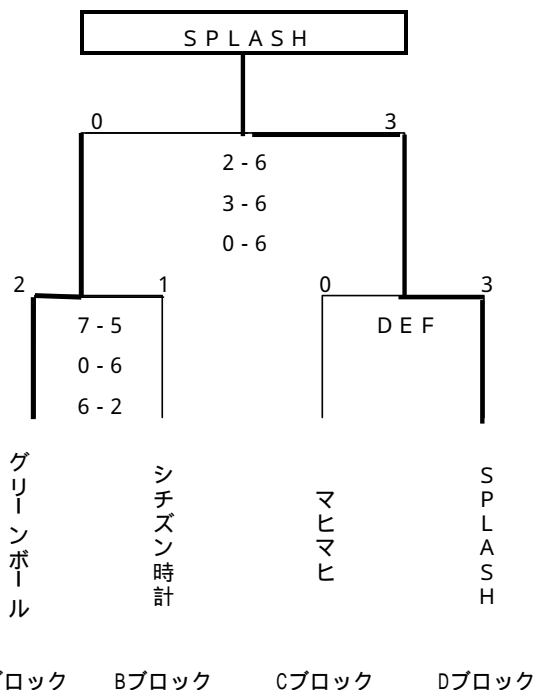 SPLASH
0 3
2-6
3-6
0-6
2 1 0 3
7-5 DEF
0-6
6-2
グリーンボール
シチズン時計
マヒマヒ
SPLASH
ブロック Bブロック Cブロック Dブロック